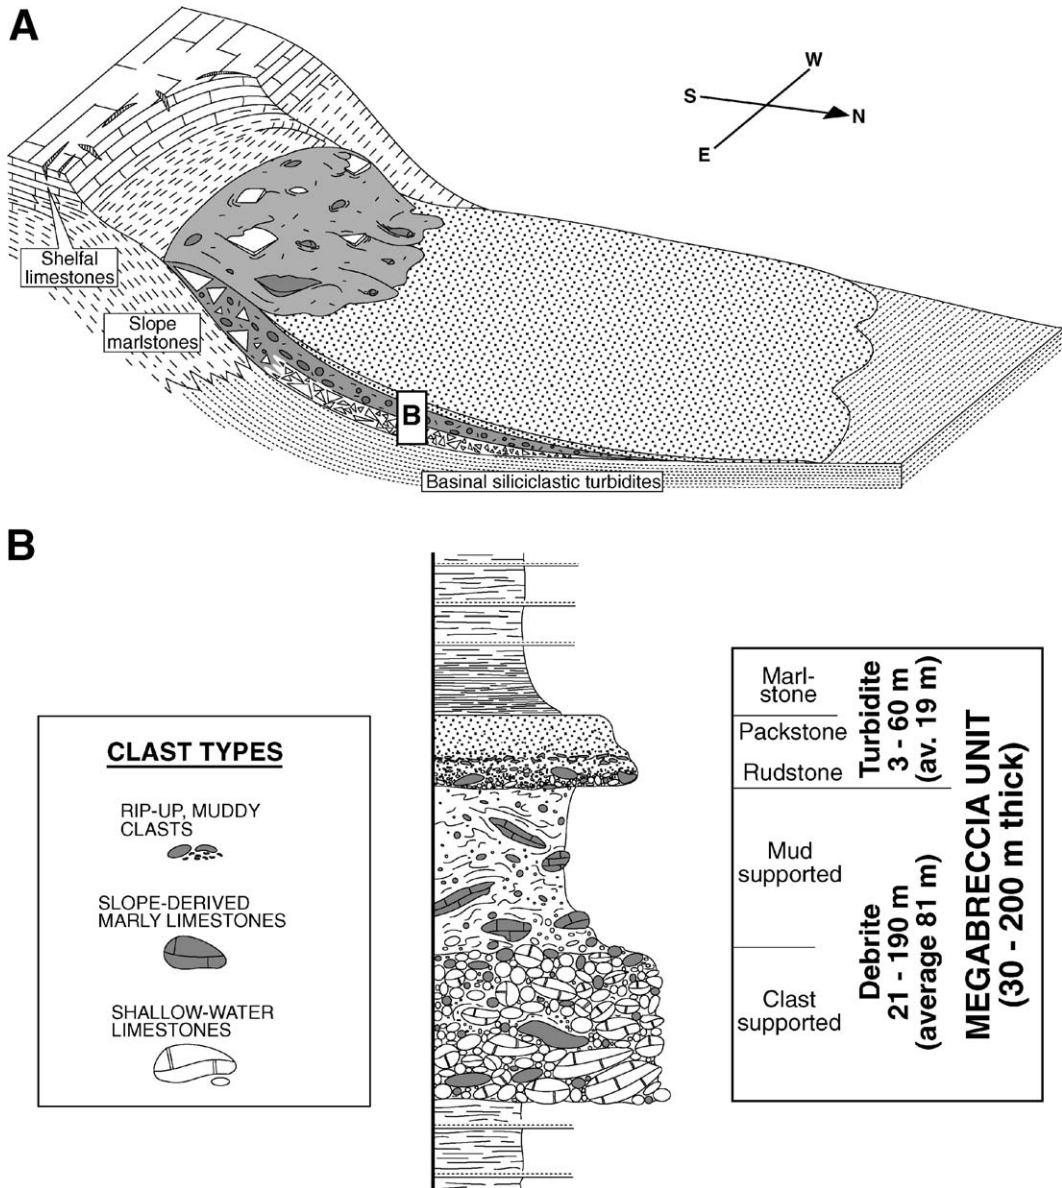 A
W
S
N
E
Shelfal
limestones
Slope
marlstones
B
Basinal siliciclastic turbidites
B
CLAST TYPES
RIP-UP, MUDDY
CLASTS
SLOPE-DERIVED
MARLY LIMESTONES
SHALLOW-WATER
LIMESTONES
Marl-
stone
Packstone
Rudstone
Mud
supported
Clast
supported
Turbidite
3 - 60 m
(av. 19 m)
Debrite
21 - 190 m
(average 81 m)
MEGABRECCIA UNIT
(30 - 200 m thick)